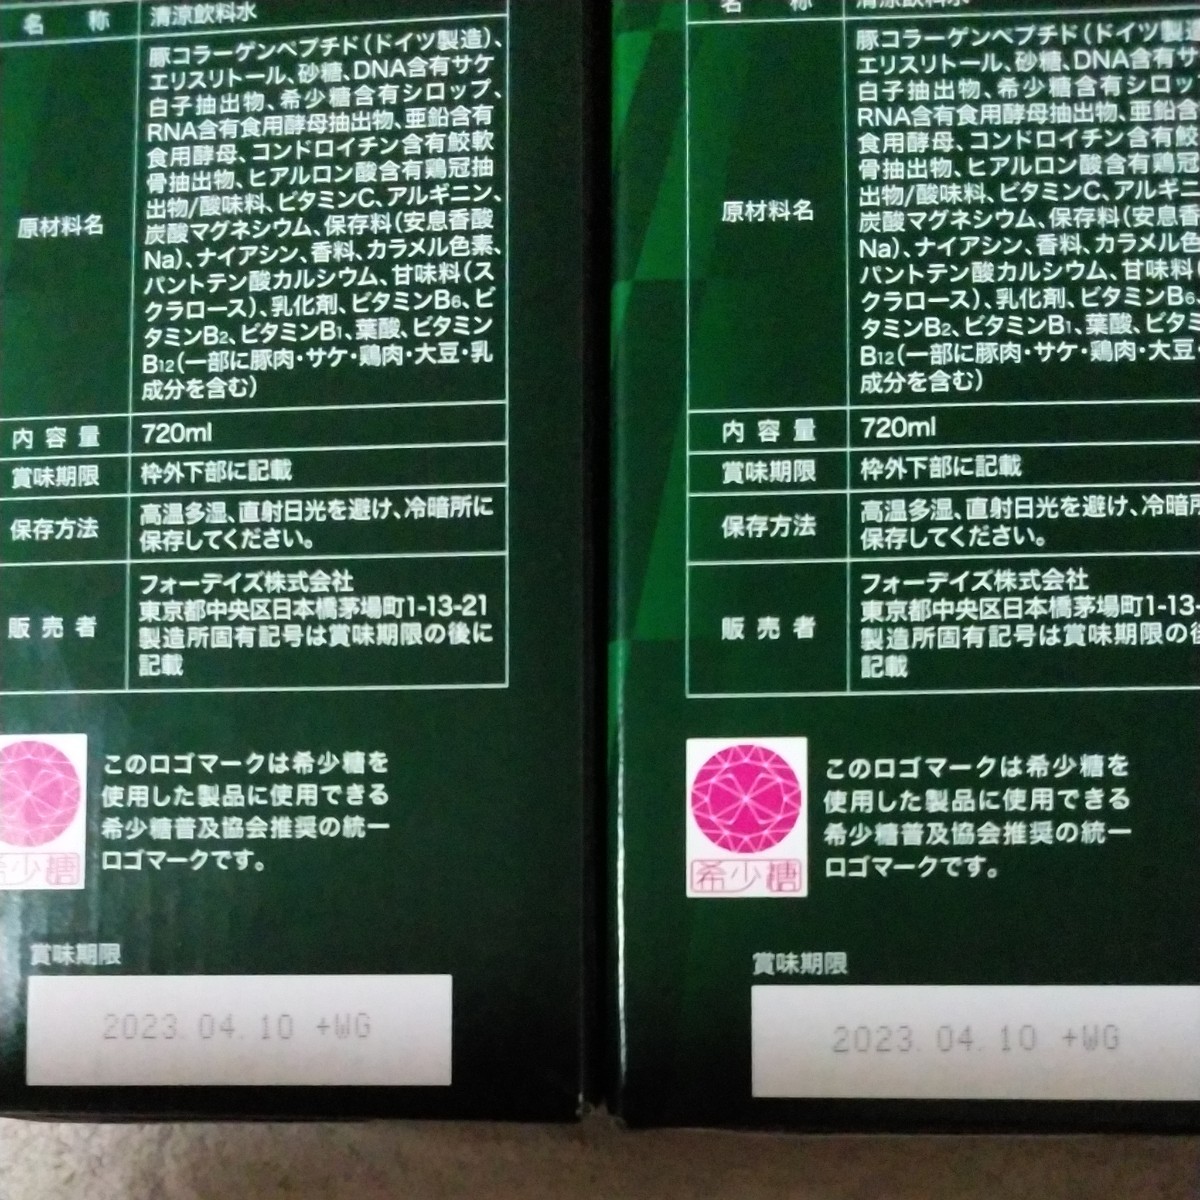 名称
清涼飲料水
原材料名
豚コラーゲンペプチド(ドイツ製造)、
エリスリトール、砂糖、DNA含有サケ
白子抽出物、希少糖含有シロップ、
RNA含有食用酵母抽出物、亜鉛含有
食用酵母、コンドロイチン含有鮫軟
骨抽出物、ヒアルロン酸含有鶏冠抽
出物/酸味料、ビタミンC、アルギニン、
炭酸マグネシウム、保存料(安息香酸
Na)、ナイアシン、香料、カラメル色素、
パントテン酸カルシウム、甘味料(ス
クラロース)、乳化剤、ビタミンB6、ビ
タミンB2、ビタミンB1、葉酸、ビタミン
B12(一部に豚肉・サケ・鶏肉・大豆・乳
成分を含む)
内容量
720ml
賞味期限
枠外下部に記載
保存方法
高温多湿、直射日光を避け、冷暗所に
保存してください。
販売者
フォーデイズ株式会社
東京都中央区日本橋茅場町1-13-21
製造所固有記号は賞味期限の後に
記載
希少糖
このロゴマークは希少糖を
使用した製品に使用できる
希少糖普及協会推奨の統一
ロゴマークです。
賞味期限
2023.04.10 +WG
名称
清涼飲料水
原材料名
豚コラーゲンペプチド(ドイツ製造
エリスリトール、砂糖、DNA含有サ
白子抽出物、希少糖含有シロッ
RNA含有食用酵母抽出物、亜鉛含
食用酵母、コンドロイチン含有鮫
骨抽出物、ヒアルロン酸含有鶏冠
出物/酸味料、ビタミンC、アルギニ
炭酸マグネシウム、保存料(安息香
Na)、ナイアシン、香料、カラメル色
パントテン酸カルシウム、甘味料(
クラロース)、乳化剤、ビタミンB6、
タミンB2、ビタミンB1、葉酸、ビタミ
B12(一部に豚肉・サケ・鶏肉・大豆・
成分を含む)
内容量
720ml
賞味期限
枠外下部に記載
保存方法
高温多湿、直射日光を避け、冷暗所
保存してください。
販売者
フォーデイズ株式会社
東京都中央区日本橋茅場町1-13-
製造所固有記号は賞味期限の後
記載
希少糖
このロゴマークは希少糖を
使用した製品に使用できる
希少糖普及協会推奨の統一
ロゴマークです。
賞味期限
2023.04.10 +WG